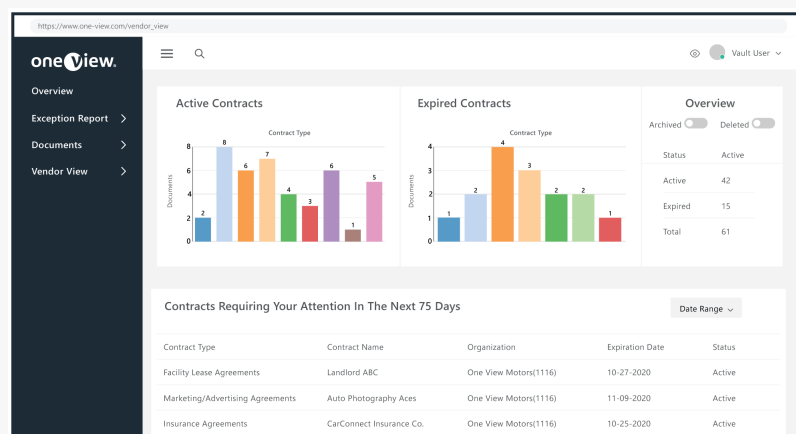 https://www.one-view.com/vendor_view
oneView.
Vault User
Overview
Exception Report
Documents
Vendor View
Active Contracts
Contract Type
Documents
8
6
4
2
0
2
8
6
7
4
3
6
1
5
Expired Contracts
Contract Type
Documents
4
3
2
1
0
1
2
4
3
2
2
1
Overview
Archived Deleted
Status Active
Active 42
Expired 15
Total 61
Contracts Requiring Your Attention In The Next 75 Days
Date Range
Contract Type Contract Name Organization Expiration Date Status
Facility Lease Agreements Landlord ABC One View Motors(1116) 10-27-2020 Active
Marketing/Advertising Agreements Auto Photography Aces One View Motors(1116) 11-09-2020 Active
Insurance Agreements CarConnect Insurance Co. One View Motors(1116) 10-25-2020 Active